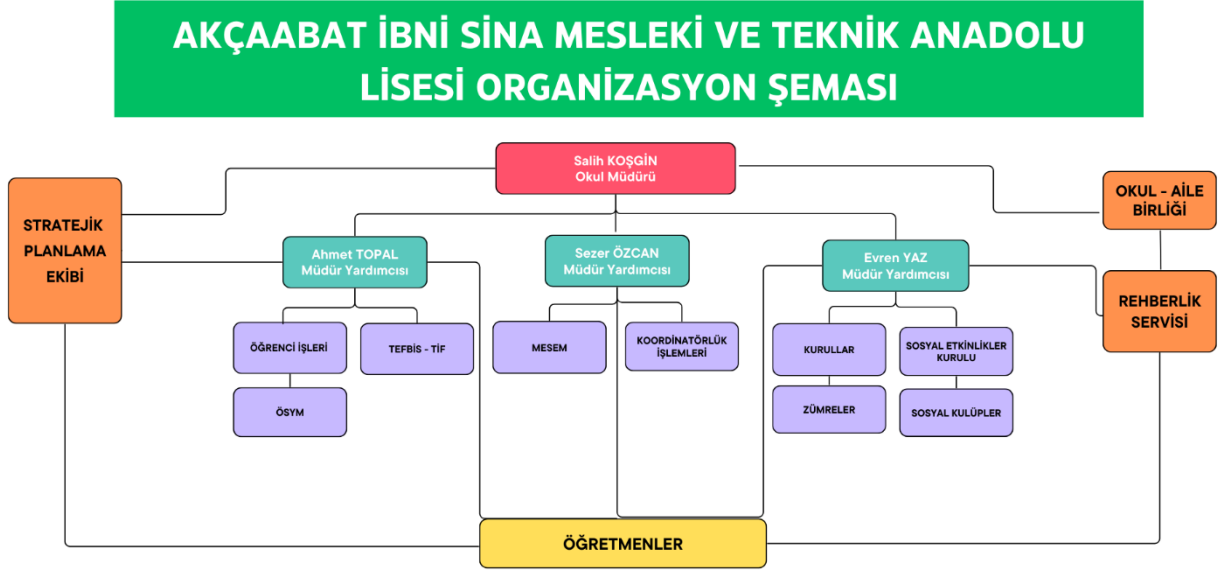 AKÇAABAT İBNİ SİNA MESLEKİ VE TEKNİK ANADOLU
LİSESİ ORGANİZASYON ŞEMASI
Salih KOŞGİN
Okul Müdürü
STRATEJİK
PLANLAMA
EKİBİ
OKUL - AİLE
BİRLİĞİ
Ahmet TOPAL
Müdür Yardımcısı
Sezer ÖZCAN
Müdür Yardımcısı
Evren YAZ
Müdür Yardımcısı
REHBERLİK
SERVİSİ
ÖĞRENCİ İŞLERİ
TEFBİS - TİF
MESEM
KOORDİNATÖRLÜK
İŞLEMLERİ
KURULLAR
SOSYAL ETKİNLİKLER
KURULU
ÖSYM
ZÜMRELER
SOSYAL KULÜPLER
ÖĞRETMENLER